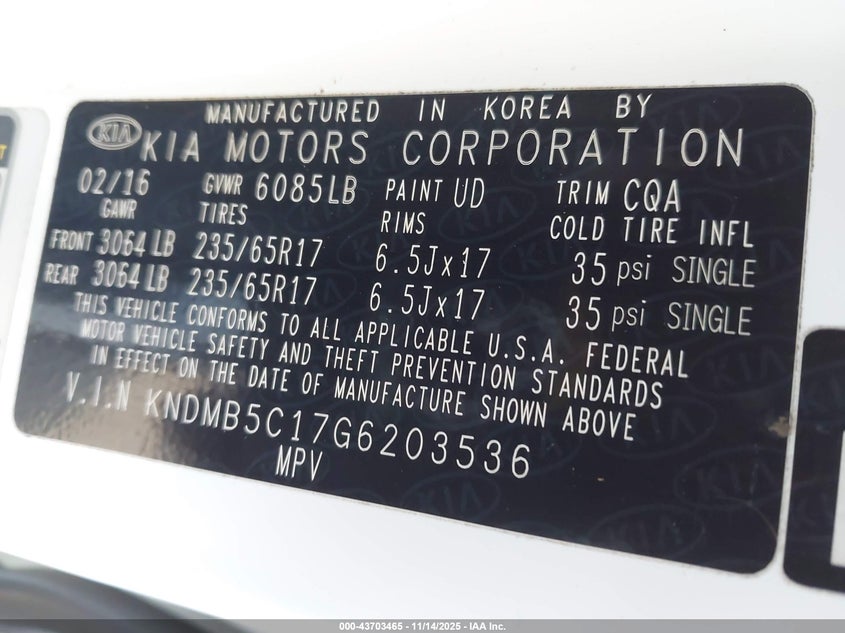 MANUFACTURED IN KOREA BY
KIA KIA MOTORS CORPORATION
02/16 GVWR 6085LB PAINT UD TRIM CQA
GAWR TIRES RIMS COLD TIRE INFL
FRONT 3064 LB 235/65R17 6.5Jx17 35 psi SINGLE
REAR 3064 LB 235/65R17 6.5Jx17 35 psi SINGLE
THIS VEHICLE CONFORMS TO ALL APPLICABLE U.S.A. FEDERAL
MOTOR VEHICLE SAFETY AND THEFT PREVENTION STANDARDS
IN EFFECT ON THE DATE OF MANUFACTURE SHOWN ABOVE
V.I.N KNDMB5C17G6203536
MPV
000-43703465 - 11/14/2025 - IAA Inc.